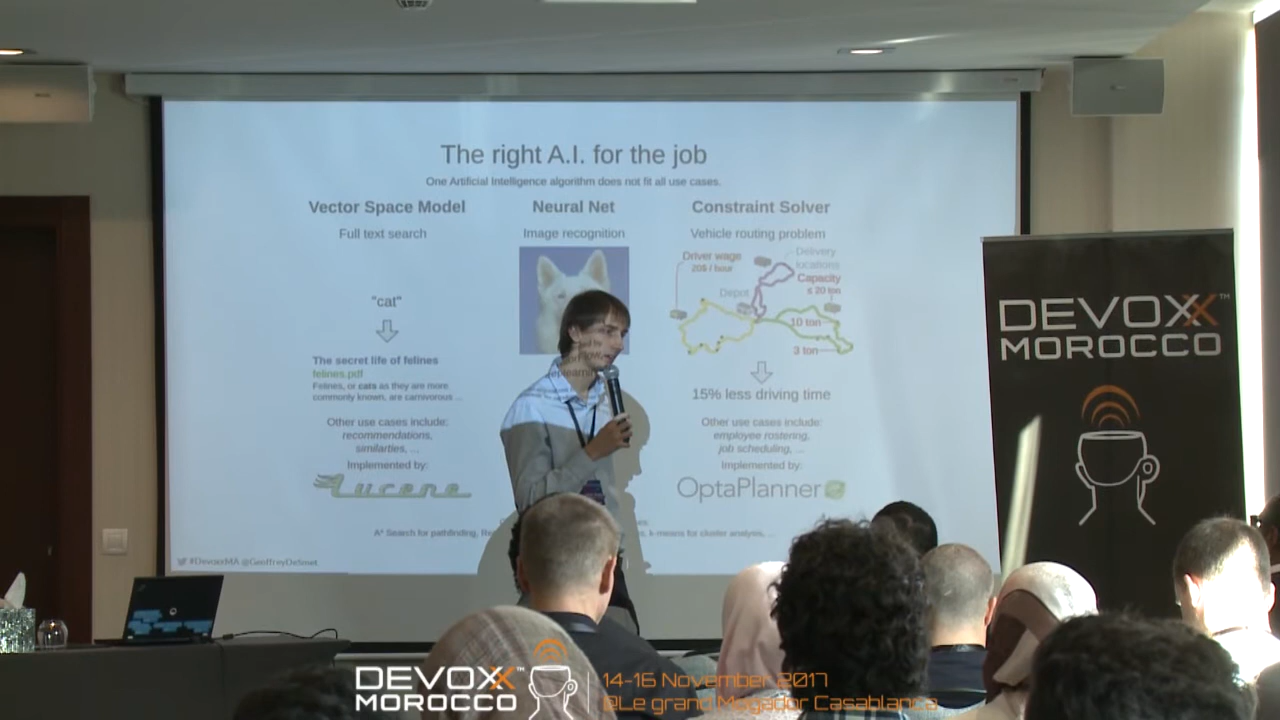 The right A.I. for the job
One Artificial Intelligence algorithm does not fit all use cases.
Vector Space Model
Full text search
"cat"
The secret life of felines
felines.pdf
Felines, or cats as they are more
commonly known, are carnivorous ...
Other use cases include:
recommendations,
similarties, ...
Implemented by:
Lucene
Neural Net
Image recognition
Constraint Solver
Vehicle routing problem
Driver wage
20$ / hour
Delivery
locations
Capacity
≤ 20 ton
Depot
10 ton
3 ton
15% less driving time
Other use cases include:
employee rostering,
job scheduling, ...
Implemented by:
OptaPlanner
A* Search for pathfinding,
k-means for cluster analysis, ...
#DevoxxMA @GeoffreyDeSmet
DEVOXX™
MOROCCO
DEVOXX™
MOROCCO
14-16 November 2017
@Le grand Mogador Casablanca